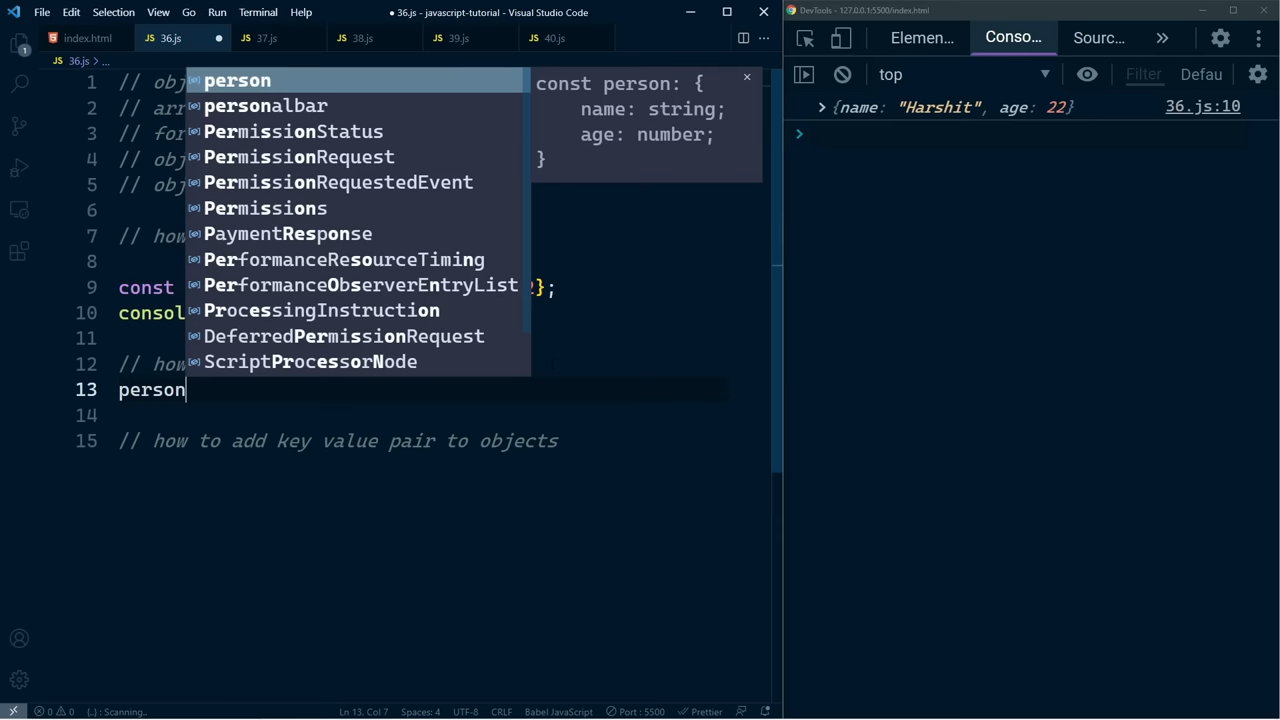 File Edit Selection View Go Run Terminal Help
● 36.js - javascript-tutorial - Visual Studio Code
DevTools - 127.0.0.1:5500/index.html
index.html JS 36.js JS 37.js JS 38.js JS 39.js JS 40.js
Elemen... Conso... Sourc...
JS 36.js > ...
top Filter Defau
{name: "Harshit", age: 22} 36.js:10
>
1 // obj
2 // arr
3 // for
4 // obj
5 // obj
6
7 // how
8
9 const 2};
10 consol
11
12 // how
13 person
14
15 // how to add key value pair to objects
person
personalbar
PermissionStatus
PermissionRequest
PermissionRequestedEvent
Permissions
PaymentResponse
PerformanceResourceTiming
PerformanceObserverEntryList
ProcessingInstruction
DeferredPermissionRequest
ScriptProcessorNode
const person: {
name: string;
age: number;
}
1
0 0 {..} : Scanning.. Ln 13, Col 7 Spaces: 4 UTF-8 CRLF Babel JavaScript Port : 5500 Prettier